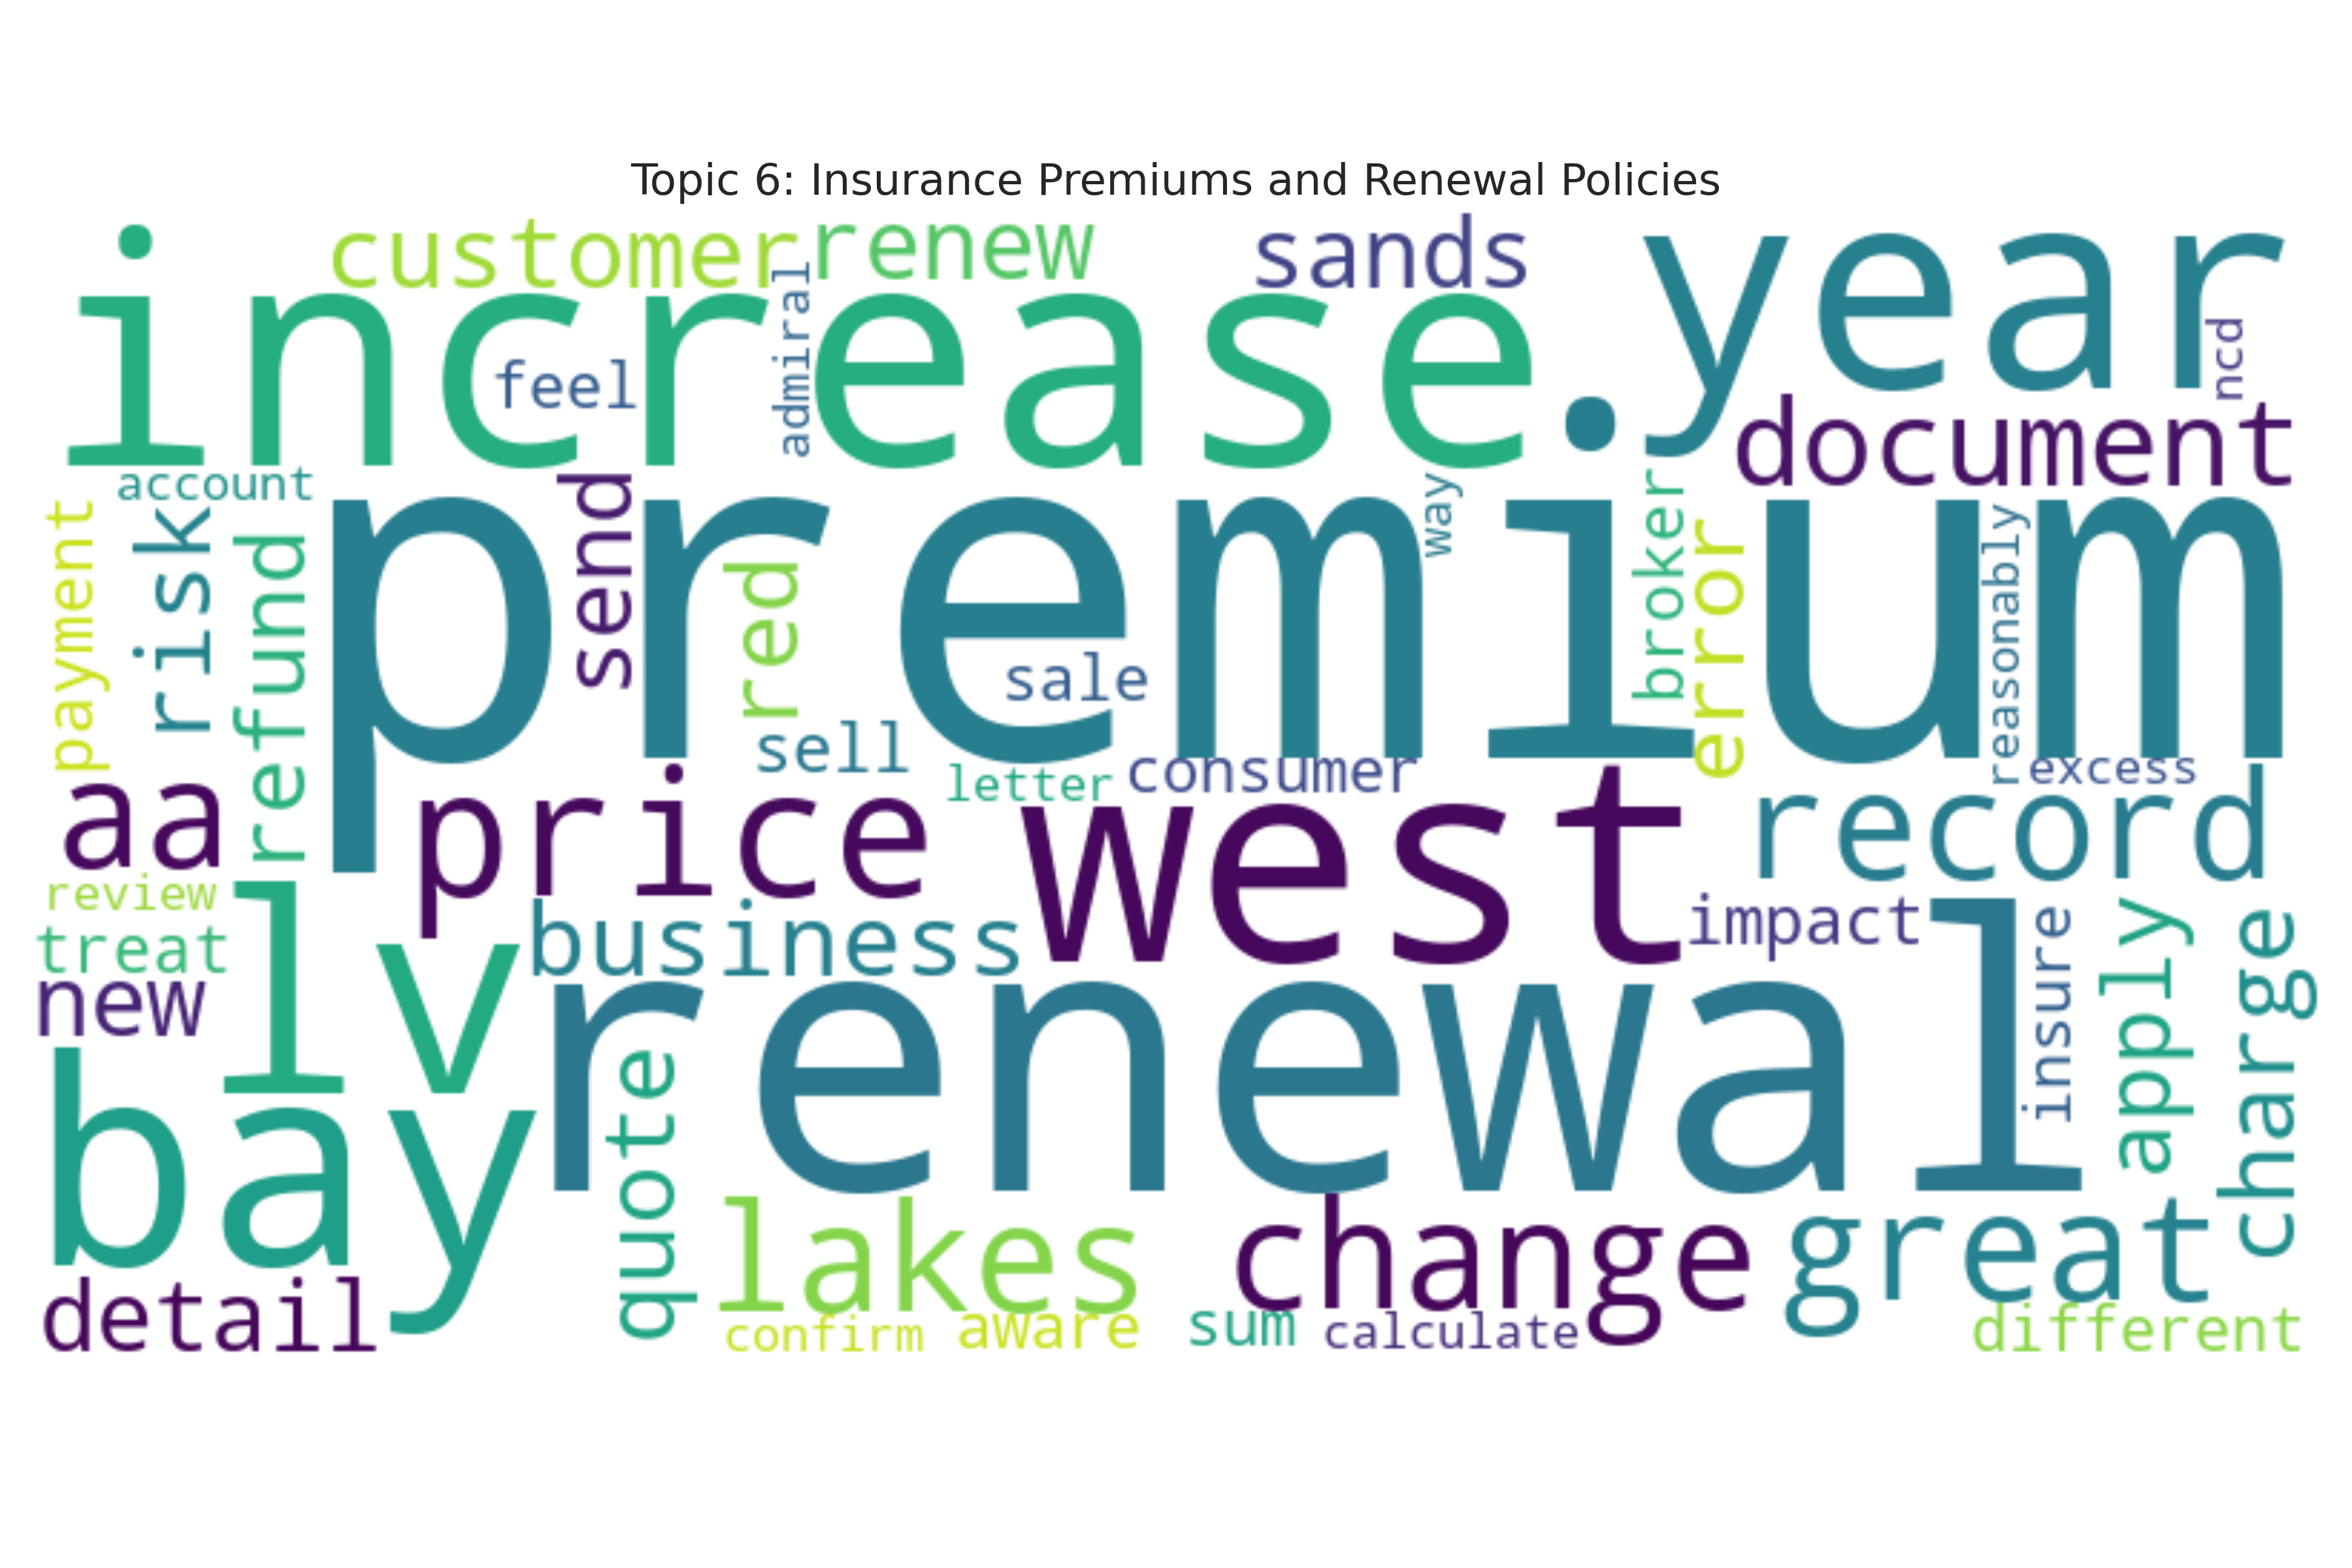 Topic 6: Insurance Premiums and Renewal Policies
customer
renew
sands
year
increase
admiral
feel
ncd
.
document
account
send
way
broker
payment
risk
refund
premium
red
error
reasonably
sale
sell
letter
consumer
excess
aa
price
west
record
review
lv
business
impact
treat
new
renewal
insure
apply
charge
bay
quote
lakes
change
great
detail
confirm
aware
sum
calculate
different